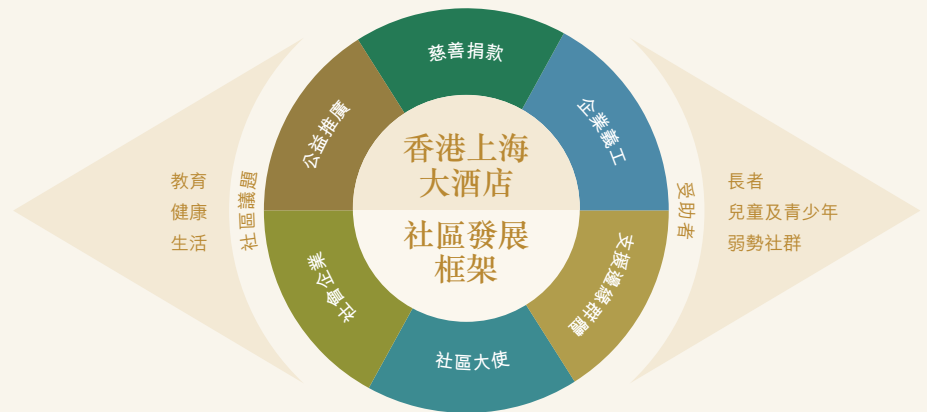 慈善捐款
企業義工
支援邊緣群體
社區大使
社會企業
公益推廣
香港上海
大酒店
社區發展
框架
社區議題
教育
健康
生活
受助者
長者
兒童及青少年
弱勢社群